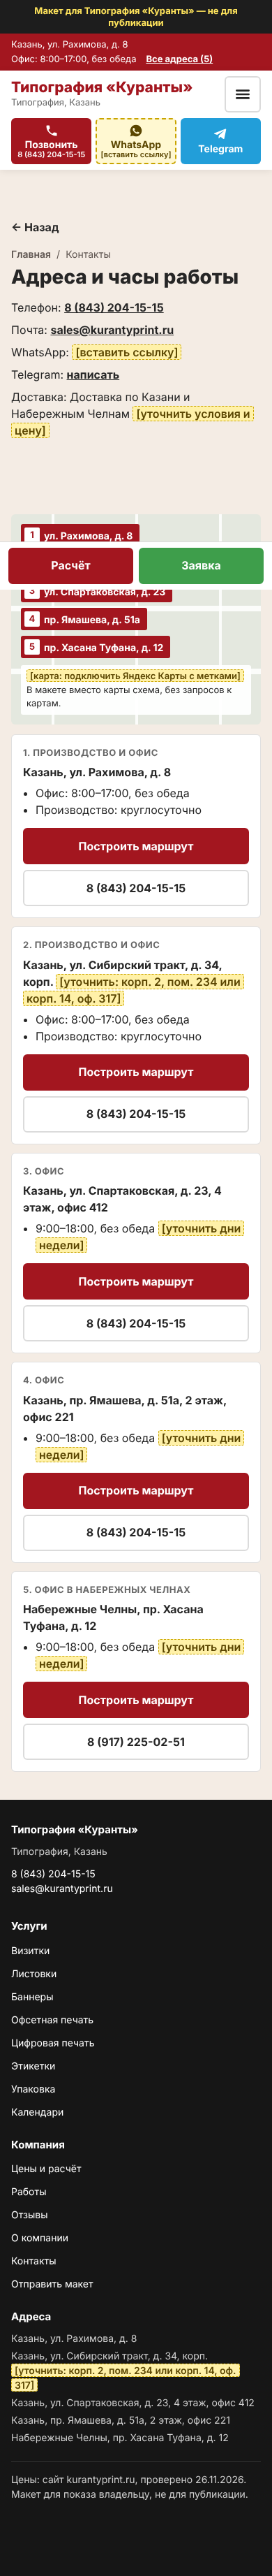 Макет для Типография «Куранты» — не для
публикации
Казань, ул. Рахимова, д. 8
Офис: 8:00–17:00, без обеда Все адреса (5)
Типография «Куранты»
Типография, Казань
Позвонить
8 (843) 204-15-15
WhatsApp
[вставить ссылку]
Telegram
← Назад
Главная / Контакты
Адреса и часы работы
Телефон: 8 (843) 204-15-15
Почта: sales@kurantyprint.ru
WhatsApp: [вставить ссылку]
Telegram: написать
Доставка: Доставка по Казани и
Набережным Челнам [уточнить условия и
цену]
1 ул. Рахимова, д. 8
Расчёт
Заявка
3 ул. Спартаковская, д. 23
4 пр. Ямашева, д. 51а
5 пр. Хасана Туфана, д. 12
[карта: подключить Яндекс Карты с метками]
В макете вместо карты схема, без запросов к
картам.
1. ПРОИЗВОДСТВО И ОФИС
Казань, ул. Рахимова, д. 8
• Офис: 8:00–17:00, без обеда
• Производство: круглосуточно
Построить маршрут
8 (843) 204-15-15
2. ПРОИЗВОДСТВО И ОФИС
Казань, ул. Сибирский тракт, д. 34,
корп. [уточнить: корп. 2, пом. 234 или
корп. 14, оф. 317]
• Офис: 8:00–17:00, без обеда
• Производство: круглосуточно
Построить маршрут
8 (843) 204-15-15
3. ОФИС
Казань, ул. Спартаковская, д. 23, 4
этаж, офис 412
• 9:00–18:00, без обеда [уточнить дни
недели]
Построить маршрут
8 (843) 204-15-15
4. ОФИС
Казань, пр. Ямашева, д. 51а, 2 этаж,
офис 221
• 9:00–18:00, без обеда [уточнить дни
недели]
Построить маршрут
8 (843) 204-15-15
5. ОФИС В НАБЕРЕЖНЫХ ЧЕЛНАХ
Набережные Челны, пр. Хасана
Туфана, д. 12
• 9:00–18:00, без обеда [уточнить дни
недели]
Построить маршрут
8 (917) 225-02-51
Типография «Куранты»
Типография, Казань
8 (843) 204-15-15
sales@kurantyprint.ru
Услуги
Визитки
Листовки
Баннеры
Офсетная печать
Цифровая печать
Этикетки
Упаковка
Календари
Компания
Цены и расчёт
Работы
Отзывы
О компании
Контакты
Отправить макет
Адреса
Казань, ул. Рахимова, д. 8
Казань, ул. Сибирский тракт, д. 34, корп.
[уточнить: корп. 2, пом. 234 или корп. 14, оф.
317]
Казань, ул. Спартаковская, д. 23, 4 этаж, офис 412
Казань, пр. Ямашева, д. 51а, 2 этаж, офис 221
Набережные Челны, пр. Хасана Туфана, д. 12
Цены: сайт kurantyprint.ru, проверено 26.11.2026.
Макет для показа владельцу, не для публикации.